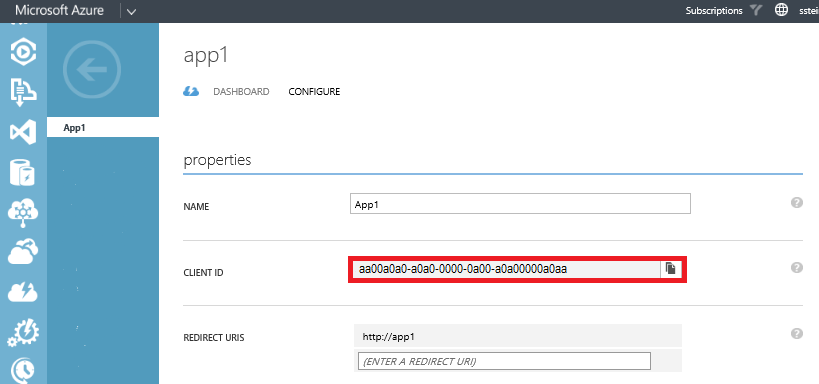 Microsoft Azure
Subscriptions
sstei
app1
DASHBOARD CONFIGURE
App1
properties
NAME App1 ?
CLIENT ID aa00a0a0-a0a0-0000-0a00-a0a00000a0aa ?
REDIRECT URIS http://app1 ?
(ENTER A REDIRECT URI)